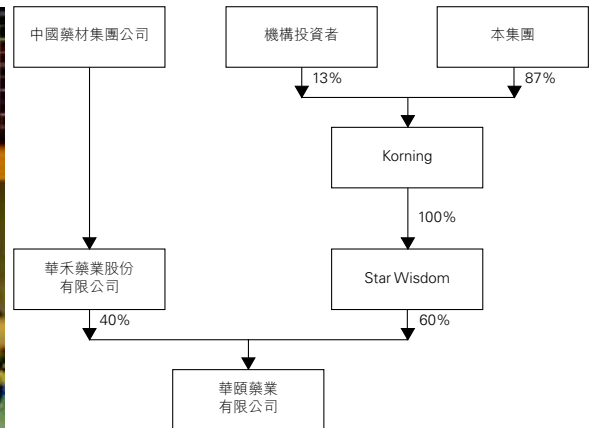 中國藥材集團公司
機構投資者
本集團
13%
87%
Korning
100%
華禾藥業股份
有限公司
Star Wisdom
40%
60%
華頤藥業
有限公司